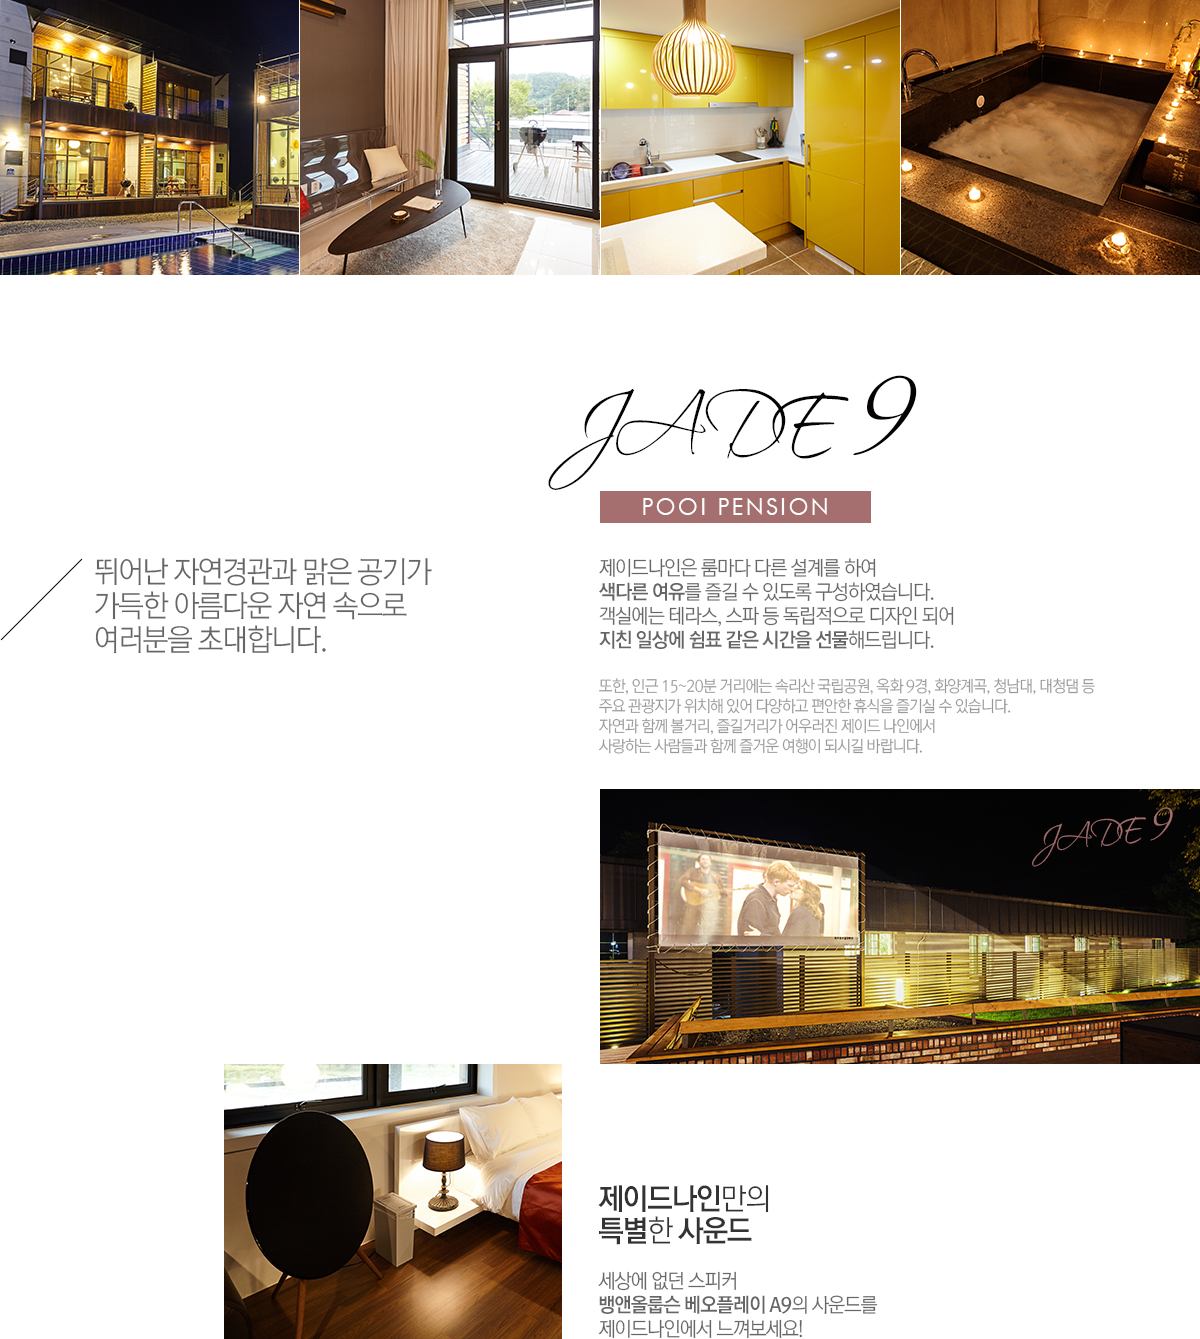 JADE 9
POOI PENSION
뛰어난 자연경관과 맑은 공기가
가득한 아름다운 자연 속으로
여러분을 초대합니다.
제이드나인은 룸마다 다른 설계를 하여
색다른 여유를 즐길 수 있도록 구성하였습니다.
객실에는 테라스, 스파 등 독립적으로 디자인 되어
지친 일상에 쉼표 같은 시간을 선물해드립니다.
또한, 인근 15~20분 거리에는 속리산 국립공원, 옥화 9경, 화양계곡, 청남대, 대청댐 등
주요 관광지가 위치해 있어 다양하고 편안한 휴식을 즐기실 수 있습니다.
자연과 함께 볼거리, 즐길거리가 어우러진 제이드 나인에서
사랑하는 사람들과 함께 즐거운 여행이 되시길 바랍니다.
JADE 9
제이드나인만의
특별한 사운드
세상에 없던 스피커
뱅앤올룹슨 베오플레이 A9의 사운드를
제이드나인에서 느껴보세요!